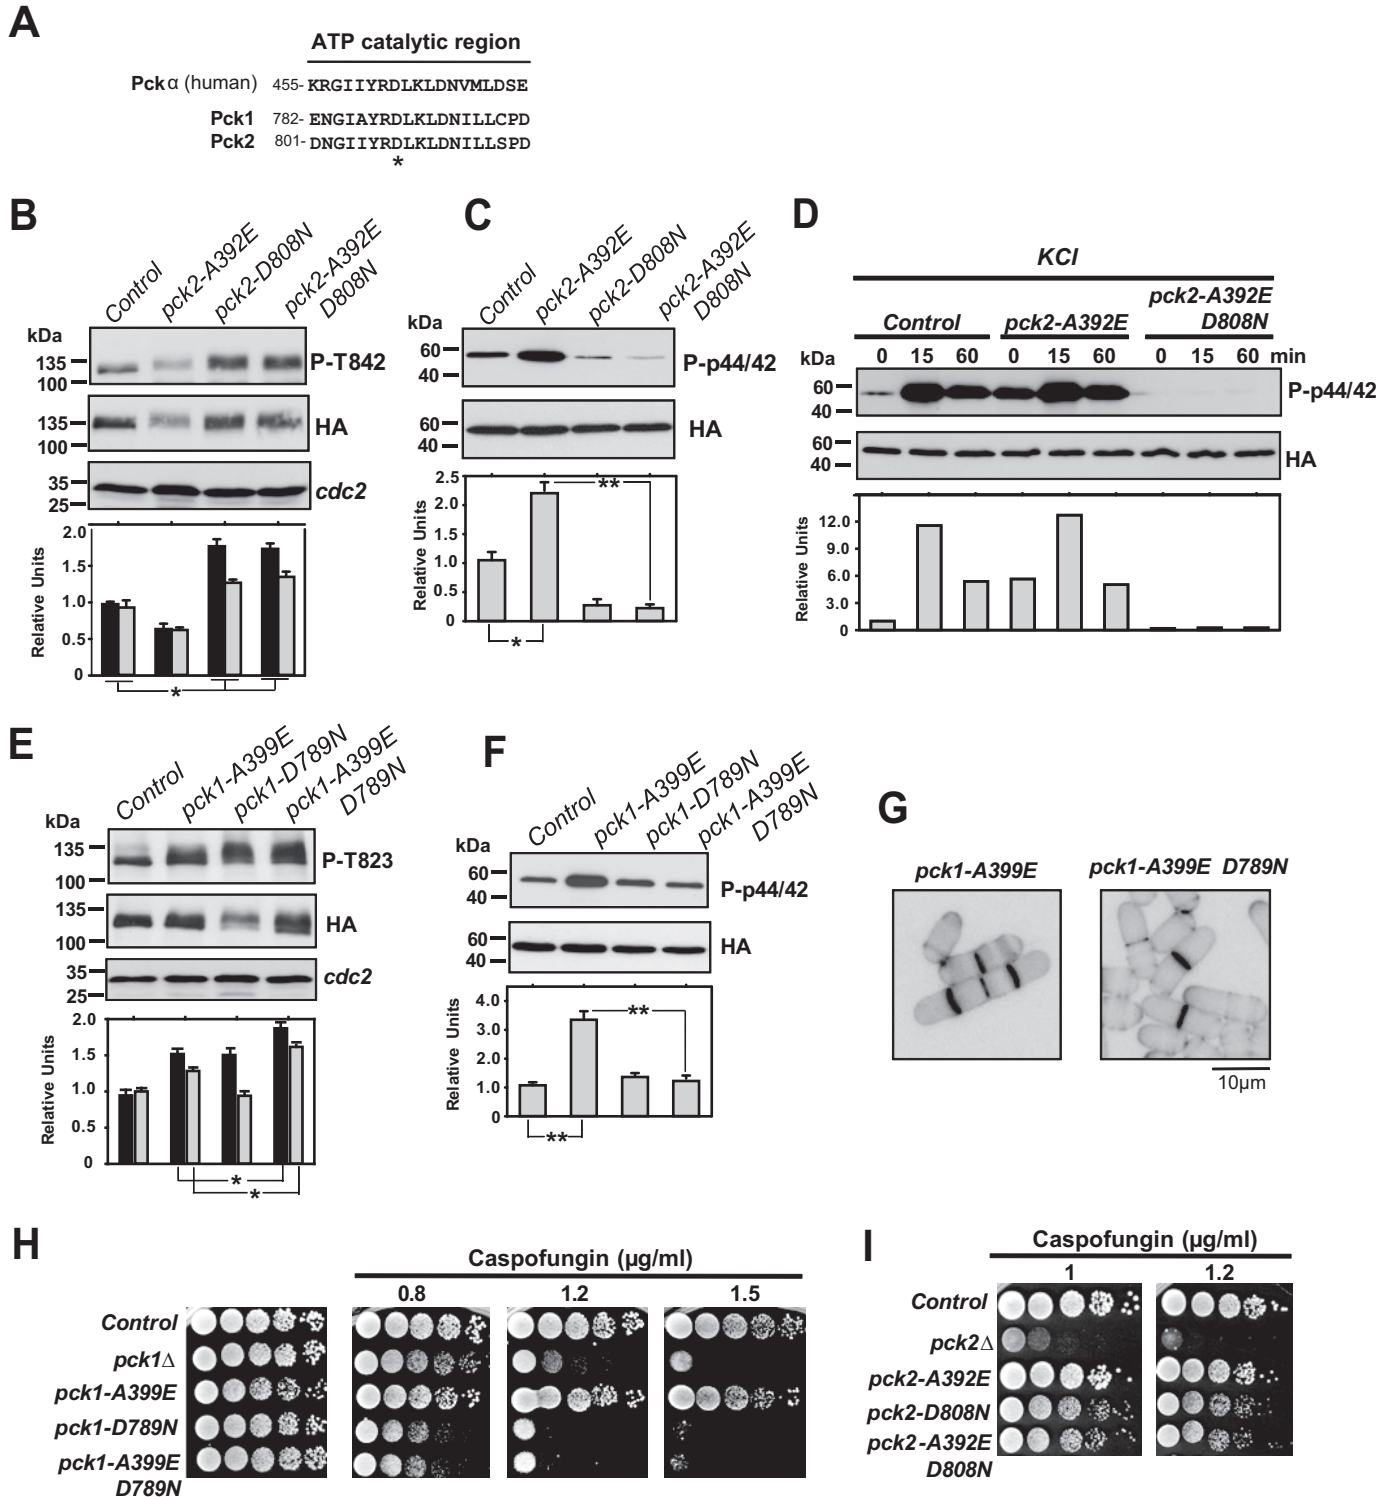 A
ATP catalytic region
Pck α (human) 455- KRGIIYRDLKLDNVMLDSE
Pck1 782- ENGIAYRDLKLDNILLCPD
Pck2 801- DNGIIYRDLKLDNILLSPD
*
B
Control
pck2-A392E
pck2-D808N
pck2-A392E
D808N
kDa
135
100
P-T842
135
100
HA
35
25
cdc2
Relative Units
2.0
1.5
1.0
0.5
0
*
C
Control
pck2-A392E
pck2-D808N
pck2-A392E
D808N
kDa
60
40
P-p44/42
60
40
HA
Relative Units
2.5
2.0
1.5
1.0
0.5
0
**
*
D
KCl
Control
pck2-A392E
pck2-A392E
D808N
kDa
0 15 60 0 15 60 0 15 60 min
60
40
P-p44/42
60
40
HA
Relative Units
12.0
9.0
6.0
3.0
0
E
Control
pck1-A399E
pck1-D789N
pck1-A399E
D789N
kDa
135
100
P-T823
135
100
HA
35
25
cdc2
Relative Units
2.0
1.5
1.0
0.5
0
*
*
F
Control
pck1-A399E
pck1-D789N
pck1-A399E
D789N
kDa
60
40
P-p44/42
60
40
HA
Relative Units
4.0
3.0
2.0
1.0
0
**
**
G
pck1-A399E
pck1-A399E D789N
10µm
H
Caspofungin (µg/ml)
0.8 1.2 1.5
Control
pck1Δ
pck1-A399E
pck1-D789N
pck1-A399E
D789N
I
Caspofungin (µg/ml)
1 1.2
Control
pck2Δ
pck2-A392E
pck2-D808N
pck2-A392E
D808N